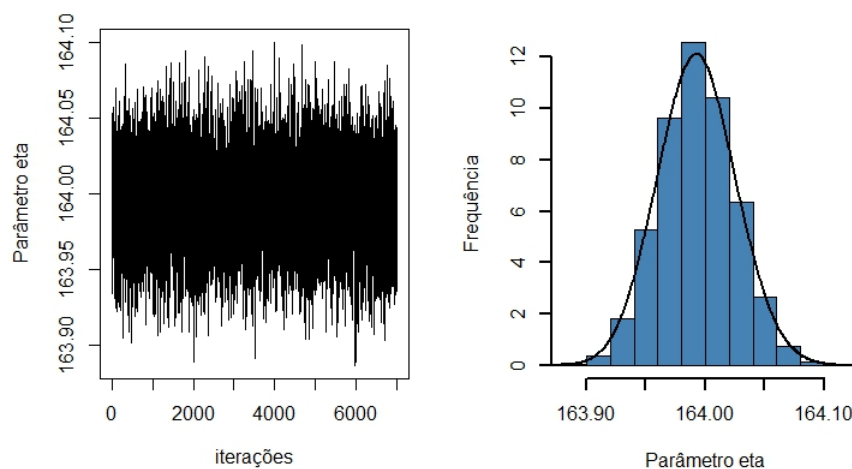 Parâmetro eta
164.10
164.05
164.00
163.95
163.90
0 2000 4000 6000
iterações
Frequência
12
10
8
6
4
2
0
163.90 164.00 164.10
Parâmetro eta